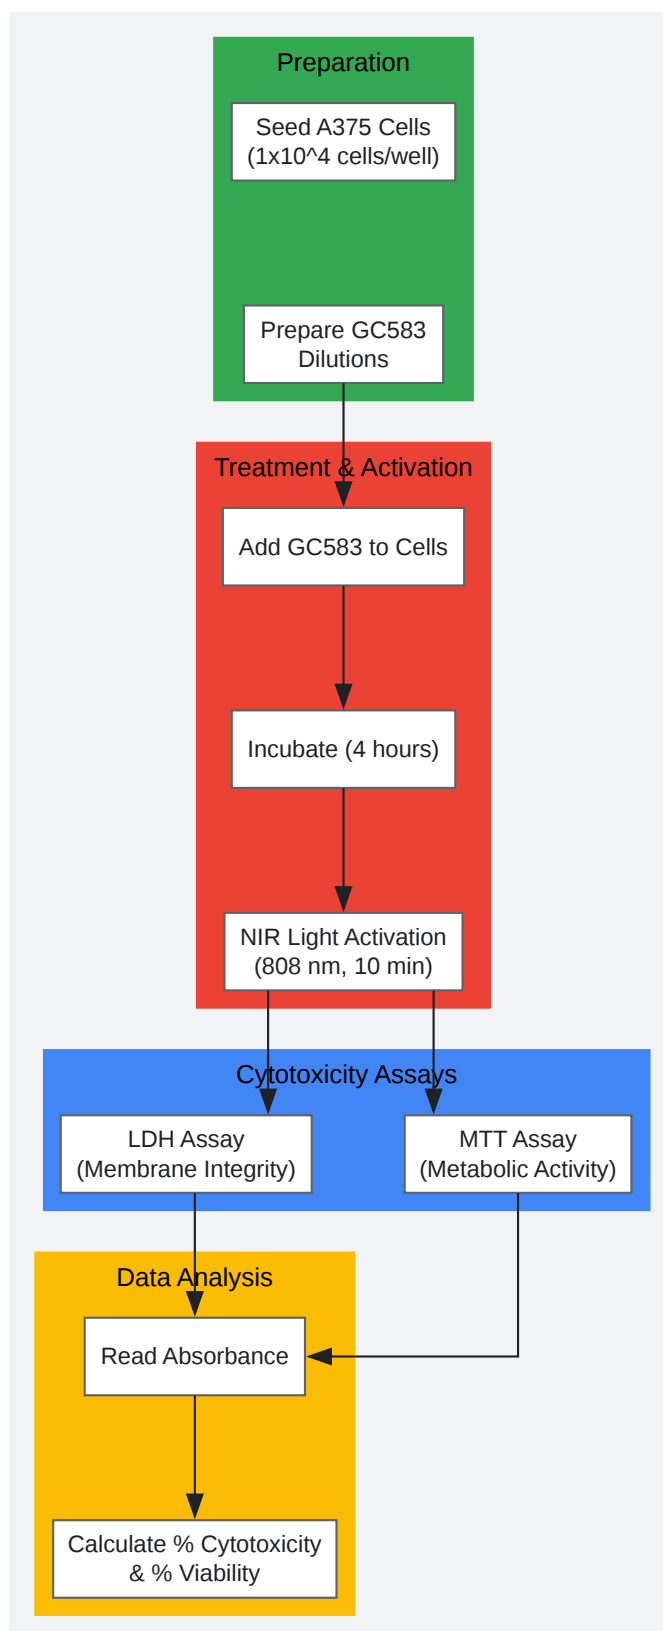 Preparation
Seed A375 Cells
(1x10^4 cells/well)
Prepare GC583
Dilutions
Treatment & Activation
Add GC583 to Cells
Incubate (4 hours)
NIR Light Activation
(808 nm, 10 min)
Cytotoxicity Assays
LDH Assay
(Membrane Integrity)
MTT Assay
(Metabolic Activity)
Data Analysis
Read Absorbance
Calculate % Cytotoxicity
& % Viability